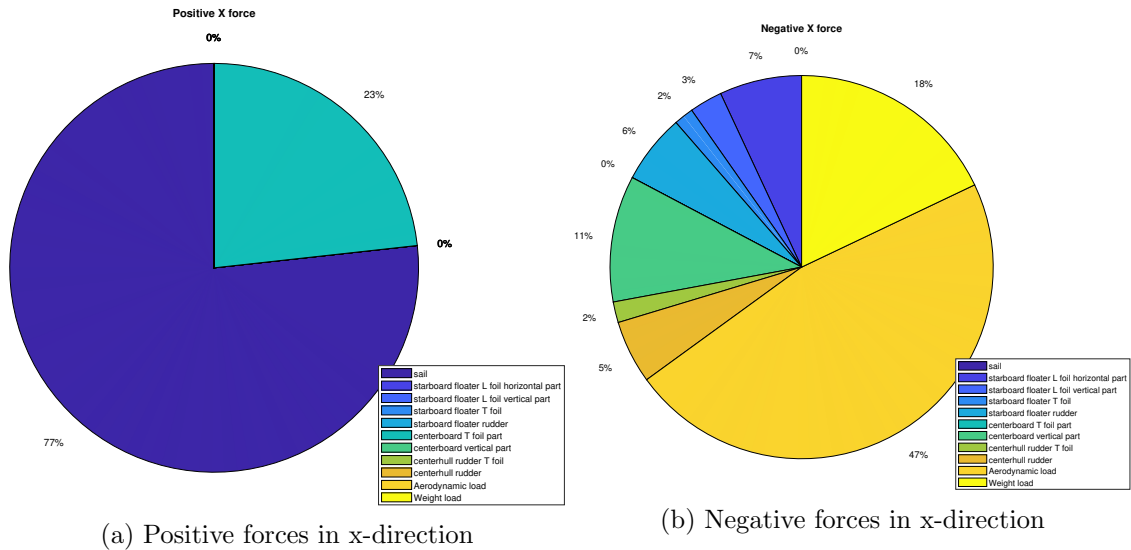 Positive X force
0%
23%
0%
77%
sail
starboard floater L foil horizontal part
starboard floater L foil vertical part
starboard floater T foil
starboard floater rudder
centerboard T foil part
centerboard vertical part
centerhull rudder T foil
centerhull rudder
Aerodynamic load
Weight load
(a) Positive forces in x-direction
Negative X force
0%
7%
3%
2%
6%
0%
11%
2%
5%
18%
47%
sail
starboard floater L foil horizontal part
starboard floater L foil vertical part
starboard floater T foil
starboard floater rudder
centerboard T foil part
centerboard vertical part
centerhull rudder T foil
centerhull rudder
Aerodynamic load
Weight load
(b) Negative forces in x-direction